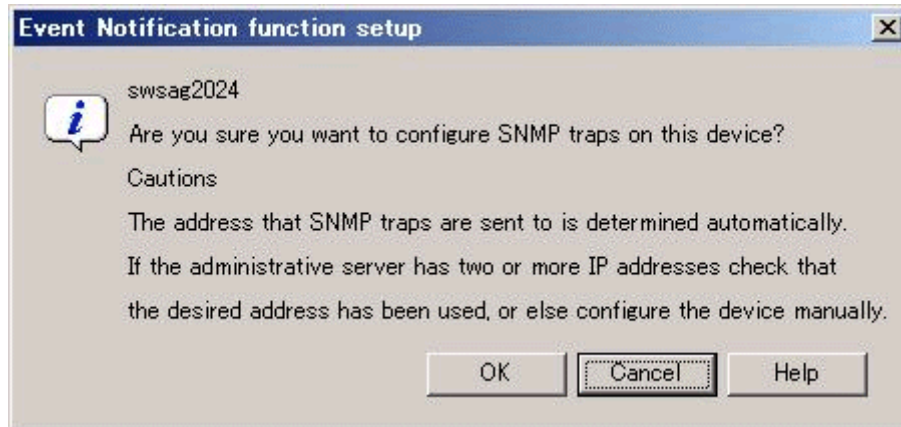 Event Notification function setup
swsag2024
Are you sure you want to configure SNMP traps on this device?
Cautions
The address that SNMP traps are sent to is determined automatically.
If the administrative server has two or more IP addresses check that
the desired address has been used, or else configure the device manually.
OK Cancel Help